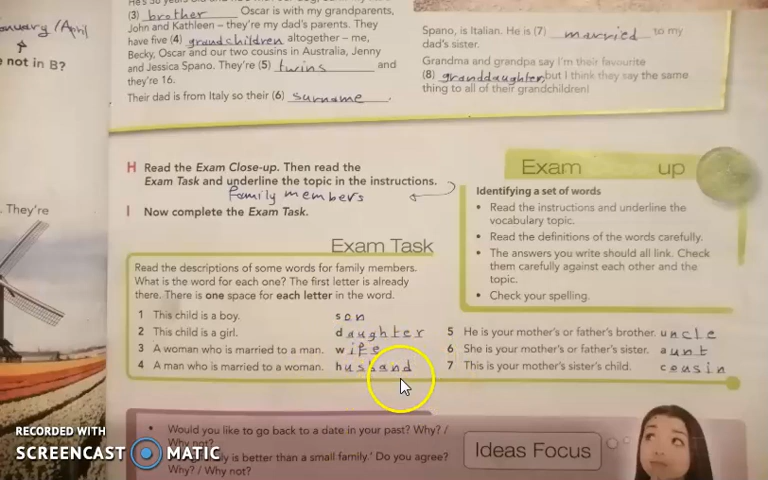 January/April
e not in B?
. They're
(3) brother Oscar is with my grandparents,
John and Kathleen – they're my dad's parents. They
have five (4) grandchildren altogether – me,
Becky, Oscar and our two cousins in Australia, Jenny
and Jessica Spano. They're (5) twins and
they're 16.
Their dad is from Italy so their (6) surname.
Spano, is Italian. He is (7) married to my
dad's sister.
Grandma and grandpa say I'm their favourite
(8) granddaughter, but I think they say the same
thing to all of their grandchildren!
H Read the Exam Close-up. Then read the
Exam Task and underline the topic in the instructions.
Family members
I Now complete the Exam Task.
Exam Task
Read the descriptions of some words for family members.
What is the word for each one? The first letter is already
there. There is one space for each letter in the word.
1 This child is a boy. son
2 This child is a girl. daughter
3 A woman who is married to a man. wife
4 A man who is married to a woman. husband
5 He is your mother's or father's brother. uncle
6 She is your mother's or father's sister. aunt
7 This is your mother's sister's child. cousin
Exam up
Identifying a set of words
• Read the instructions and underline the
vocabulary topic.
• Read the definitions of the words carefully.
• The answers you write should all link. Check
them carefully against each other and the
topic.
• Check your spelling.
• Would you like to go back to a date in your past? Why? /
Why not?
is better than a small family.' Do you agree?
Why? / Why not?
Ideas Focus
RECORDED WITH
SCREENCAST MATIC